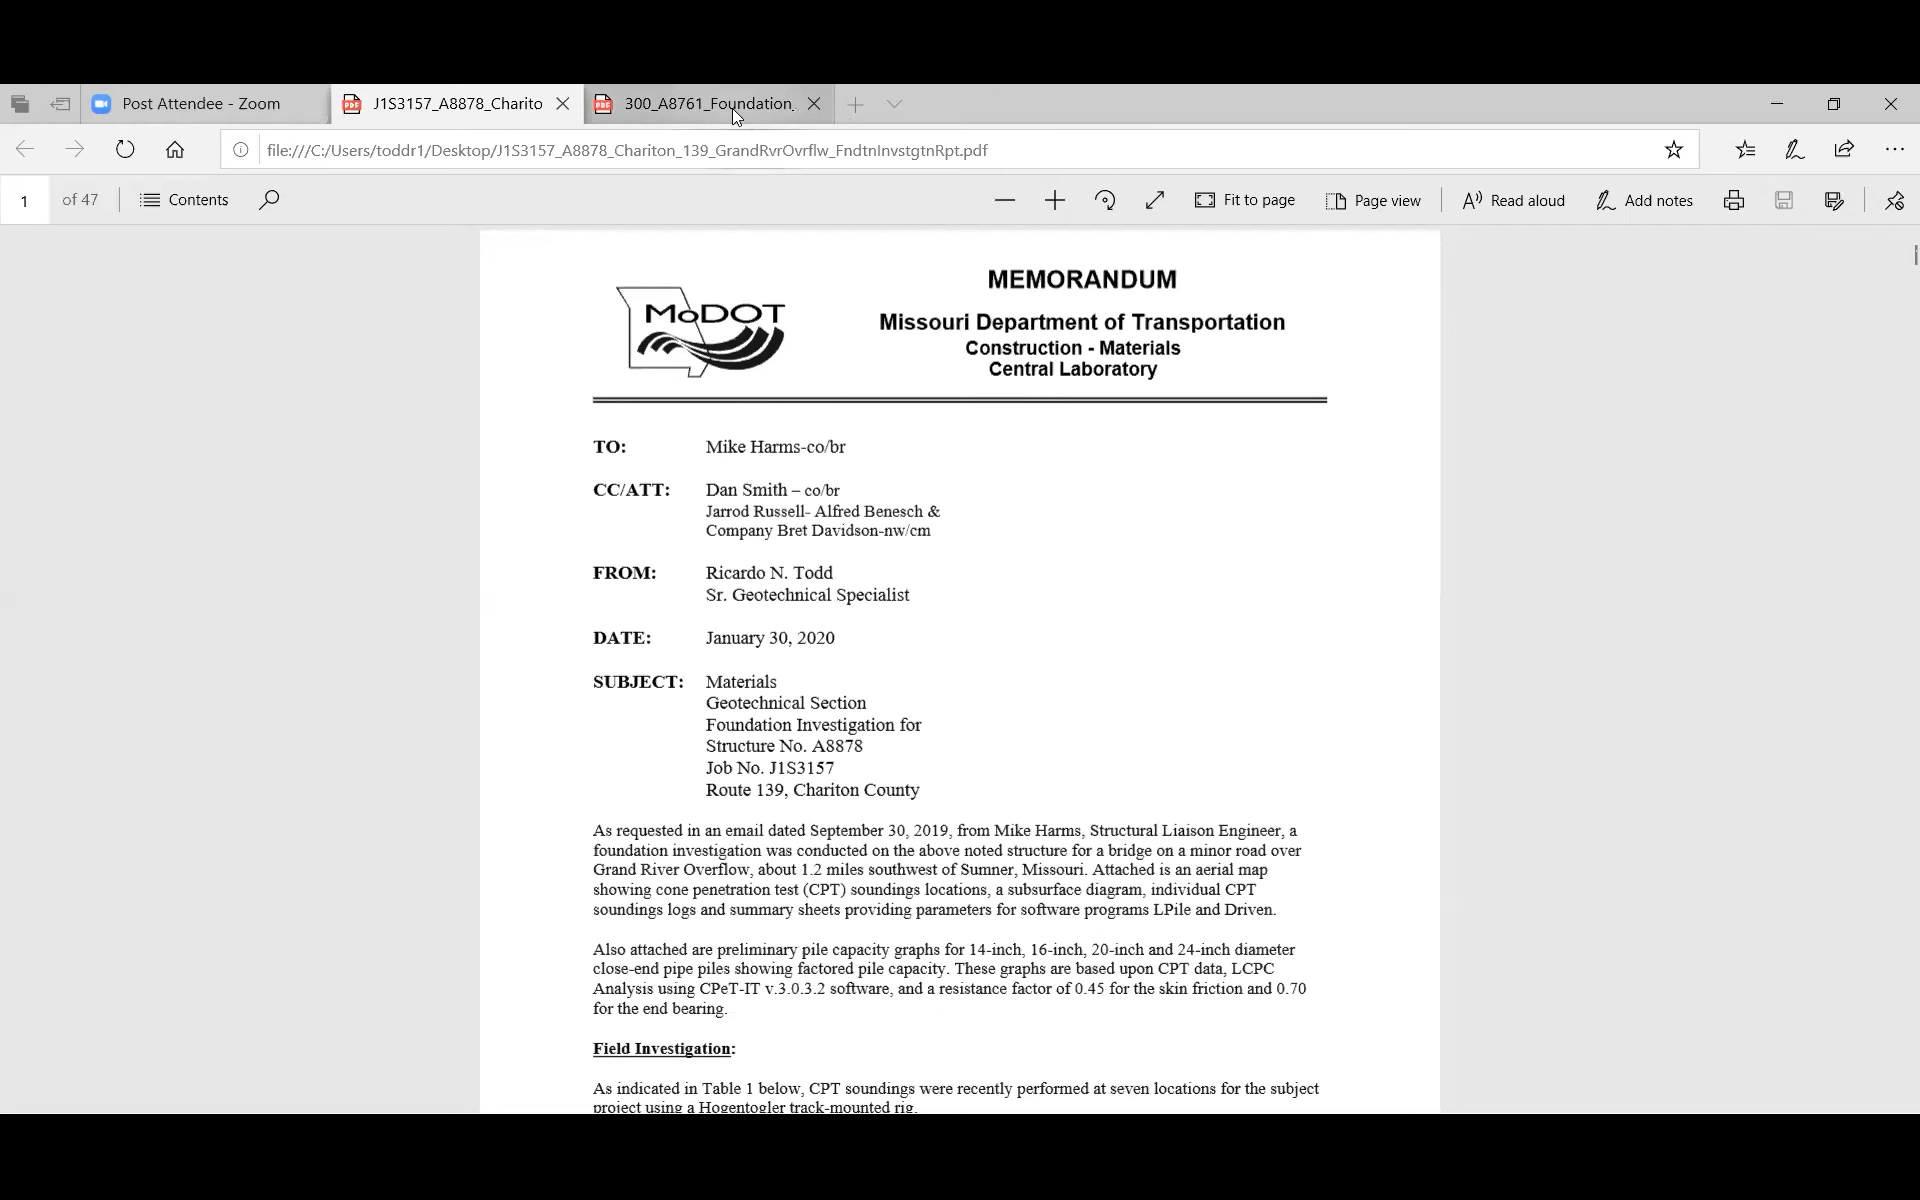 Post Attendee - Zoom
J1S3157_A8878_Charito
300_A8761_Foundation_
file:///C:/Users/toddr1/Desktop/J1S3157_A8878_Chariton_139_GrandRvrOvrflw_FndtnInvstgtnRpt.pdf
1 of 47 Contents Fit to page Page view Read aloud Add notes
MoDOT
MEMORANDUM
Missouri Department of Transportation
Construction - Materials
Central Laboratory
TO: Mike Harms-co/br
CC/ATT: Dan Smith – co/br
Jarrod Russell- Alfred Benesch &
Company Bret Davidson-nw/cm
FROM: Ricardo N. Todd
Sr. Geotechnical Specialist
DATE: January 30, 2020
SUBJECT: Materials
Geotechnical Section
Foundation Investigation for
Structure No. A8878
Job No. J1S3157
Route 139, Chariton County
As requested in an email dated September 30, 2019, from Mike Harms, Structural Liaison Engineer, a
foundation investigation was conducted on the above noted structure for a bridge on a minor road over
Grand River Overflow, about 1.2 miles southwest of Sumner, Missouri. Attached is an aerial map
showing cone penetration test (CPT) soundings locations, a subsurface diagram, individual CPT
soundings logs and summary sheets providing parameters for software programs LPile and Driven.
Also attached are preliminary pile capacity graphs for 14-inch, 16-inch, 20-inch and 24-inch diameter
close-end pipe piles showing factored pile capacity. These graphs are based upon CPT data, LCPC
Analysis using CPeT-IT v.3.0.3.2 software, and a resistance factor of 0.45 for the skin friction and 0.70
for the end bearing.
Field Investigation:
As indicated in Table 1 below, CPT soundings were recently performed at seven locations for the subject
project using a Hogentogler track-mounted rig.